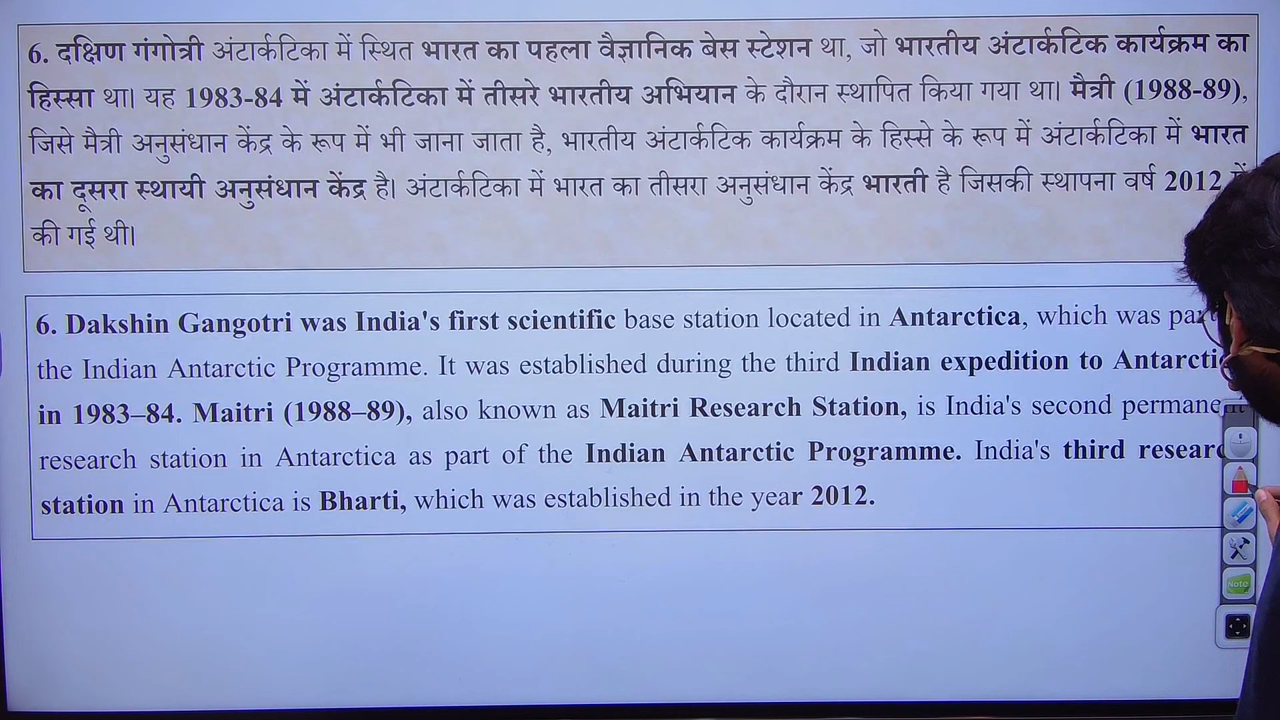 6. दक्षिण गंगोत्री अंटार्कटिका में स्थित भारत का पहला वैज्ञानिक बेस स्टेशन था, जो भारतीय अंटार्कटिक कार्यक्रम का
हिस्सा था। यह 1983-84 में अंटार्कटिका में तीसरे भारतीय अभियान के दौरान स्थापित किया गया था। मैत्री (1988-89),
जिसे मैत्री अनुसंधान केंद्र के रूप में भी जाना जाता है, भारतीय अंटार्कटिक कार्यक्रम के हिस्से के रूप में अंटार्कटिका में भारत
का दूसरा स्थायी अनुसंधान केंद्र है। अंटार्कटिका में भारत का तीसरा अनुसंधान केंद्र भारती है जिसकी स्थापना वर्ष 2012 में
की गई थी।
6. Dakshin Gangotri was India's first scientific base station located in Antarctica, which was
the Indian Antarctic Programme. It was established during the third Indian expedition to
in 1983–84. Maitri (1988–89), also known as Maitri Research Station, is India's second permanent
research station in Antarctica as part of the Indian Antarctic Programme. India's third
station in Antarctica is Bharti, which was established in the year 2012.
Note